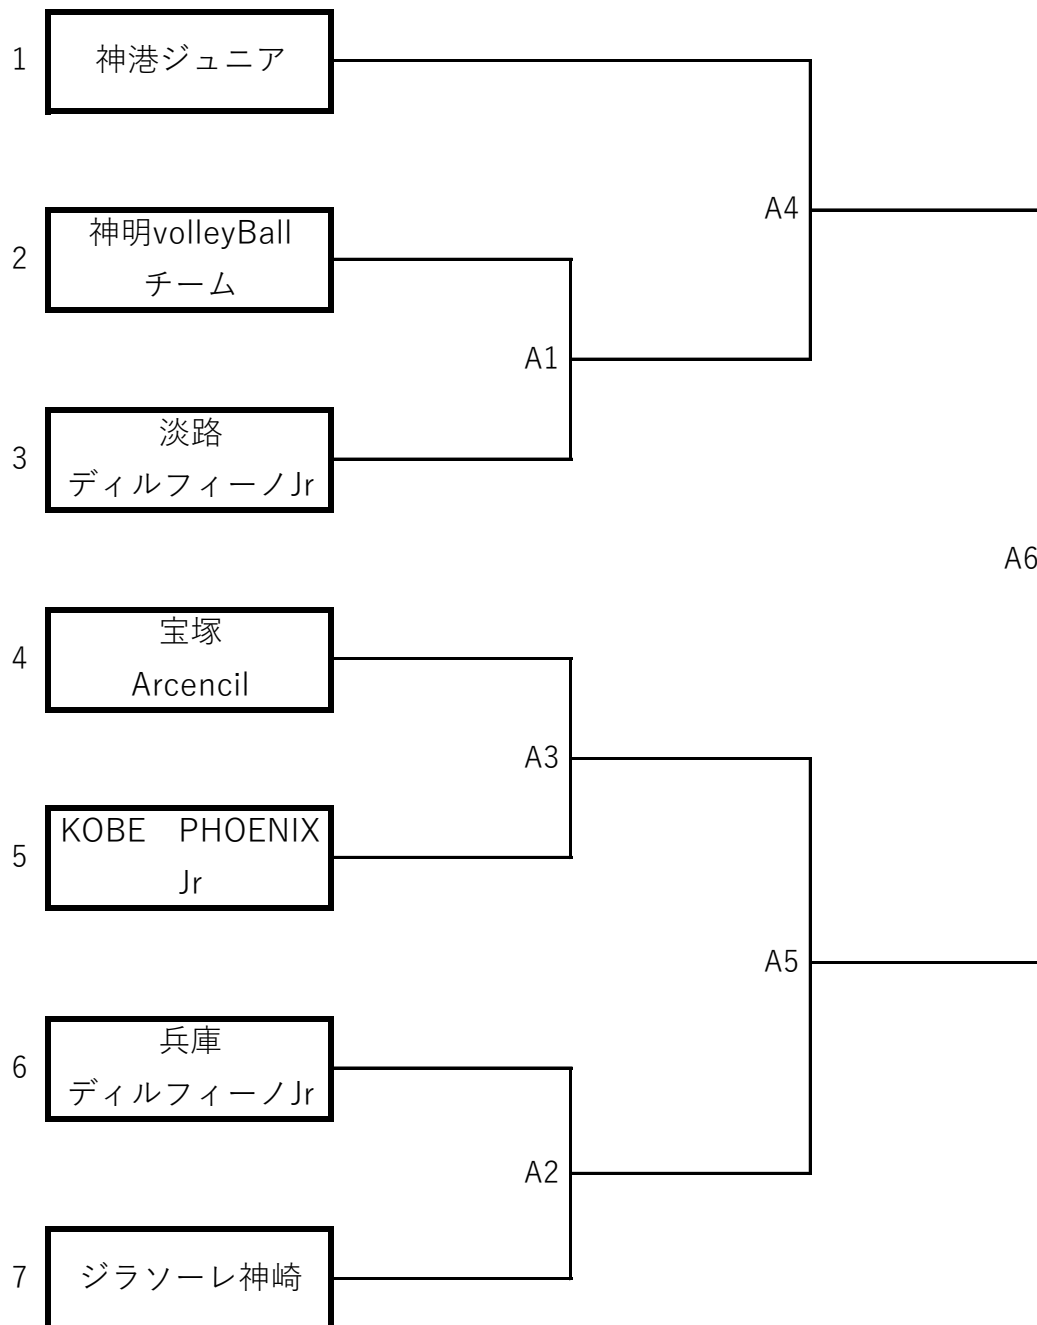 1
神港ジュニア
A4
2
神明volleyBall
チーム
A1
3
淡路
ディルフィーノJr
A6
4
宝塚
Arcencil
A3
5
KOBE　PHOENIX
Jr
A5
6
兵庫
ディルフィーノJr
A2
7
ジラソーレ神崎